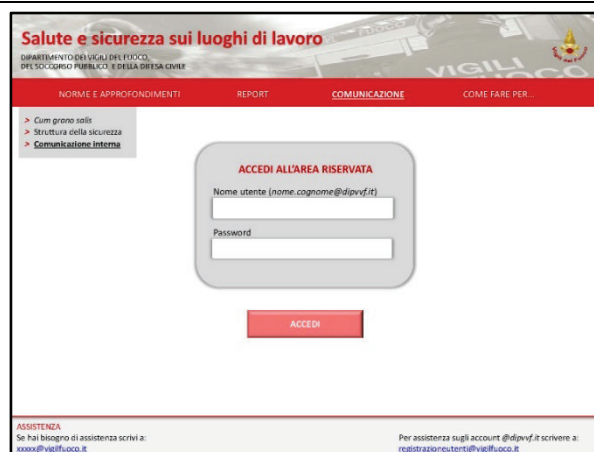 Salute e sicurezza sui luoghi di lavoro
DIPARTIMENTO DEI VIGILI DEL FUOCO,
DEL SOCCORSO PUBBLICO E DELLA DIFESA CIVILE
VIGILI
FUOCO
NORME E APPROFONDIMENTI
REPORT
COMUNICAZIONE
COME FARE PER...
> Cum grano salis
> Struttura della sicurezza
> Comunicazione interna
ACCEDI ALL'AREA RISERVATA
Nome utente (nome.cognome@dipvvf.it)
Password
ACCEDI
ASSISTENZA
Se hai bisogno di assistenza scrivi a:
xxxxx@vigilfuoco.it
Per assistenza sugli account @dipvvf.it scrivere a:
registrazioneutenti@vigilfuoco.it